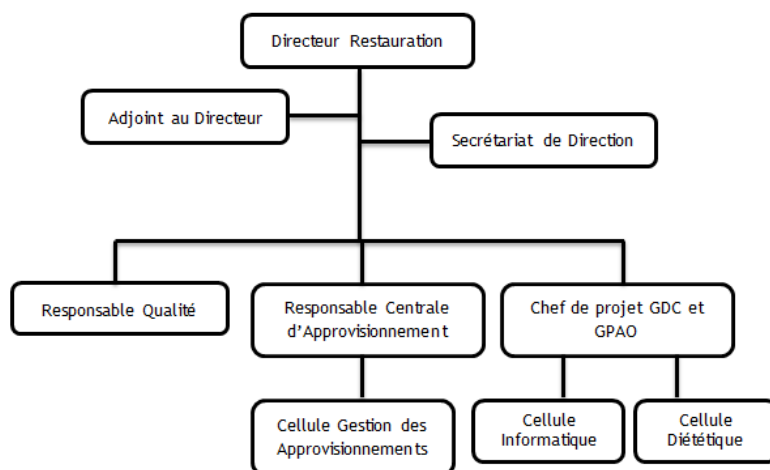 Directeur Restauration
Adjoint au Directeur
Secrétariat de Direction
Responsable Qualité
Responsable Centrale
d'Approvisionnement
Chef de projet GDC et
GPAO
Cellule Gestion des
Approvisionnements
Cellule
Informatique
Cellule
Diététique